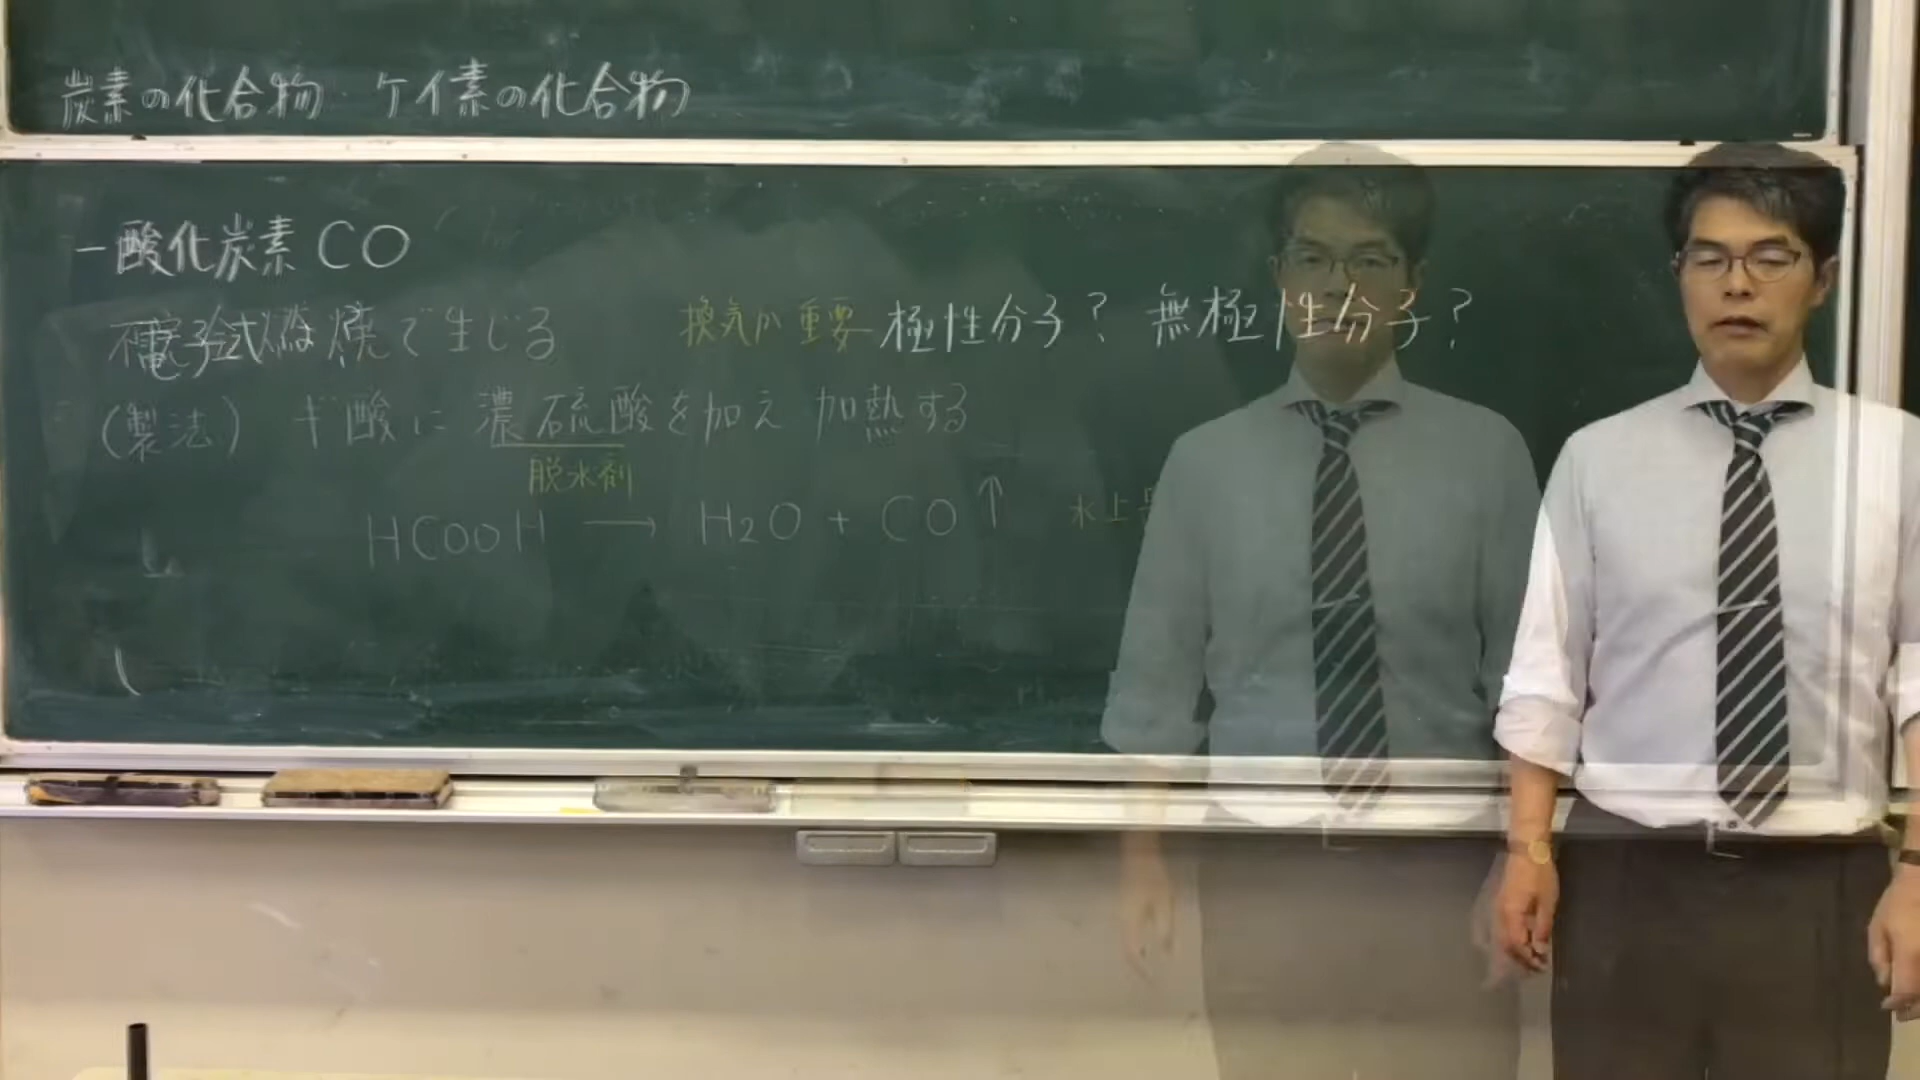 炭素の化合物 ケイ素の化合物
一酸化炭素 CO
燃焼で生じる 換気が重要 極性分子? 無極性分子?
(製法) ギ酸に 濃硫酸を加え 加熱する
脱水剤
HCOOH → H2O + CO↑ 水上